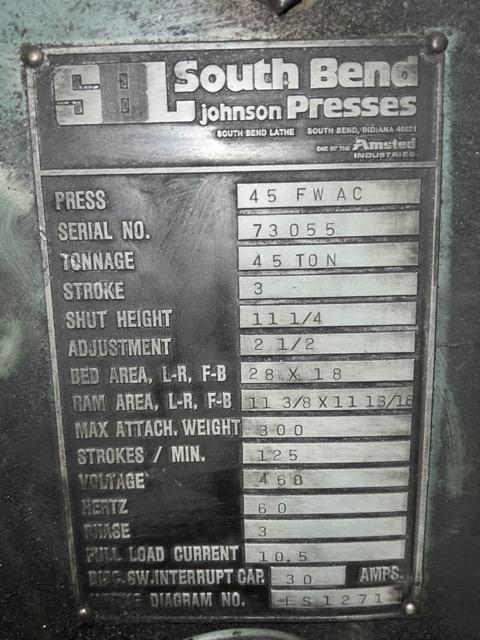 SBL South Bend
johnson Presses
SOUTH BEND LATHE SOUTH BEND, INDIANA 46621
ONE OF THE Amsted
INDUSTRIES
PRESS 45 FWAC
SERIAL NO. 73055
TONNAGE 45 TON
STROKE 3
SHUT HEIGHT 11 1/4
ADJUSTMENT 2 1/2
BED AREA, L-R, F-B 28 X 18
RAM AREA, L-R, F-B 11 3/8 X 11 13/16
MAX ATTACH. WEIGHT 300
STROKES / MIN. 125
VOLTAGE 460
HERTZ 60
PHASE 3
FULL LOAD CURRENT 10.5
DISC. SW. INTERRUPT CAP. 30 AMPS.
DIAGRAM NO. ES1271